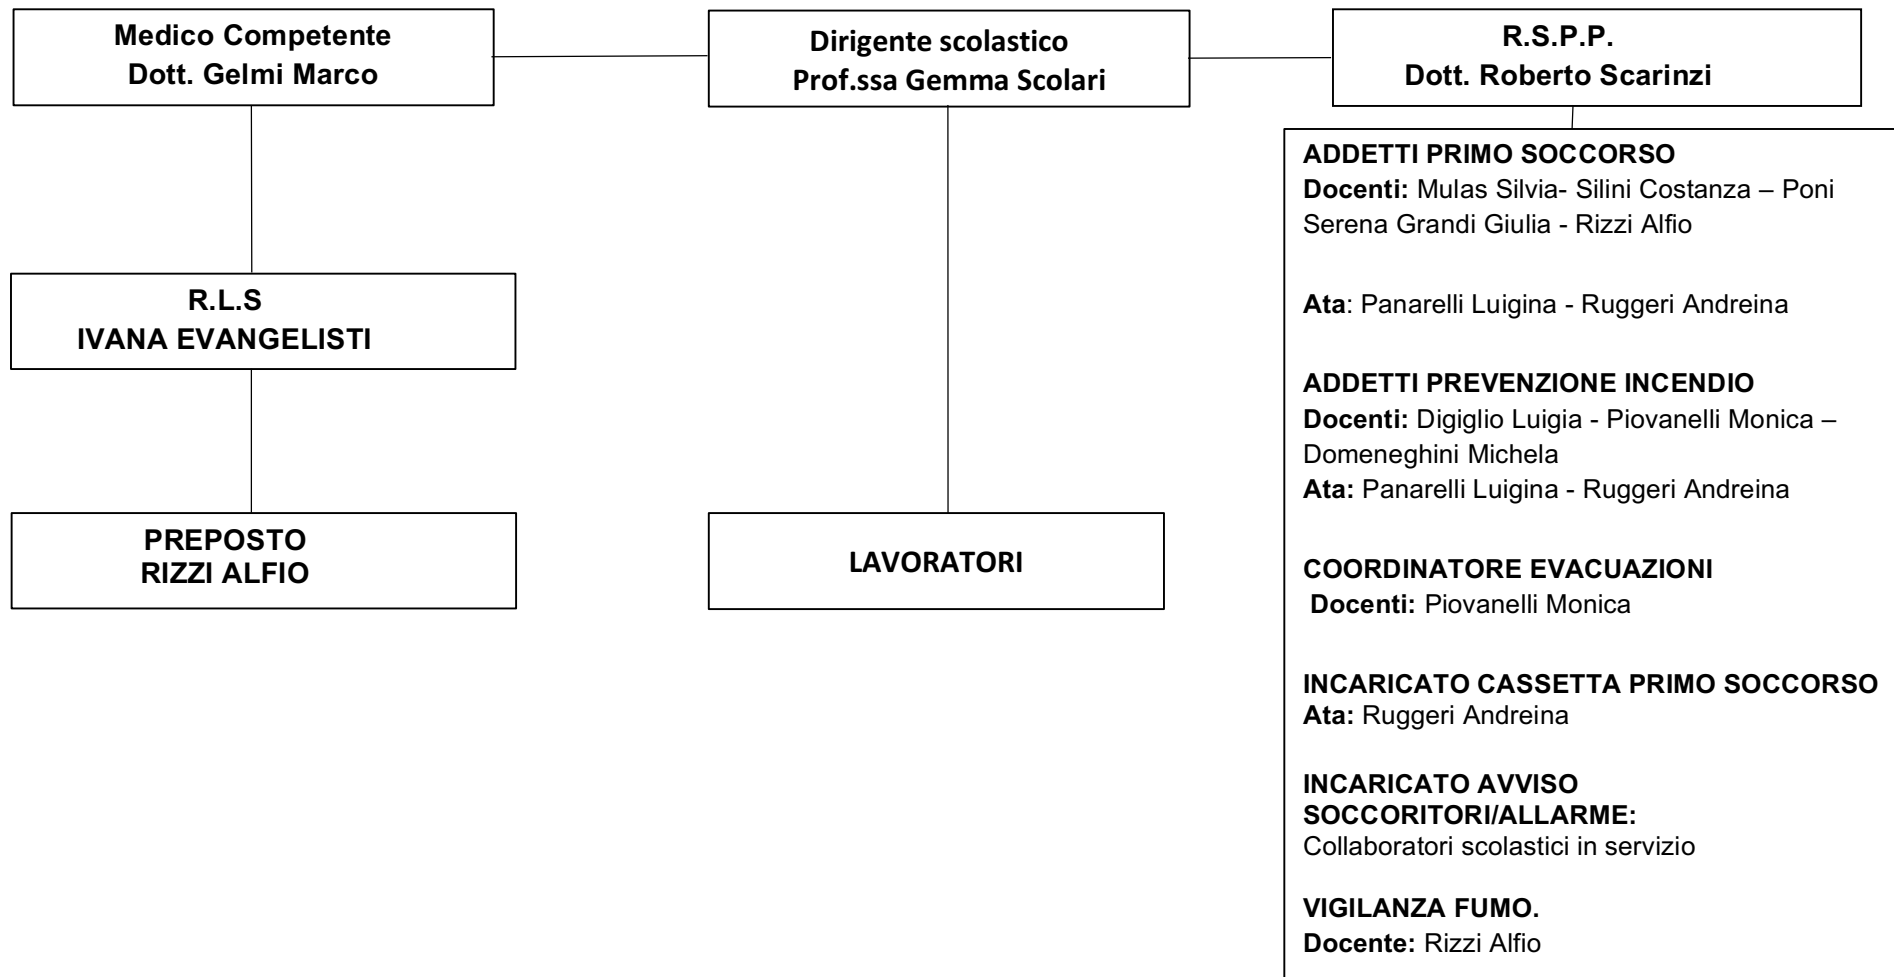 Medico Competente
Dott. Gelmi Marco
Dirigente scolastico
Prof.ssa Gemma Scolari
R.S.P.P.
Dott. Roberto Scarinzi
R.L.S
IVANA EVANGELISTI
PREPOSTO
RIZZI ALFIO
LAVORATORI
ADDETTI PRIMO SOCCORSO
Docenti: Mulas Silvia- Silini Costanza – Poni
Serena Grandi Giulia - Rizzi Alfio
Ata: Panarelli Luigina - Ruggeri Andreina
ADDETTI PREVENZIONE INCENDIO
Docenti: Digiglio Luigia - Piovanelli Monica –
Domeneghini Michela
Ata: Panarelli Luigina - Ruggeri Andreina
COORDINATORE EVACUAZIONI
Docenti: Piovanelli Monica
INCARICATO CASSETTA PRIMO SOCCORSO
Ata: Ruggeri Andreina
INCARICATO AVVISO
SOCCORITORI/ALLARME:
Collaboratori scolastici in servizio
VIGILANZA FUMO.
Docente: Rizzi Alfio